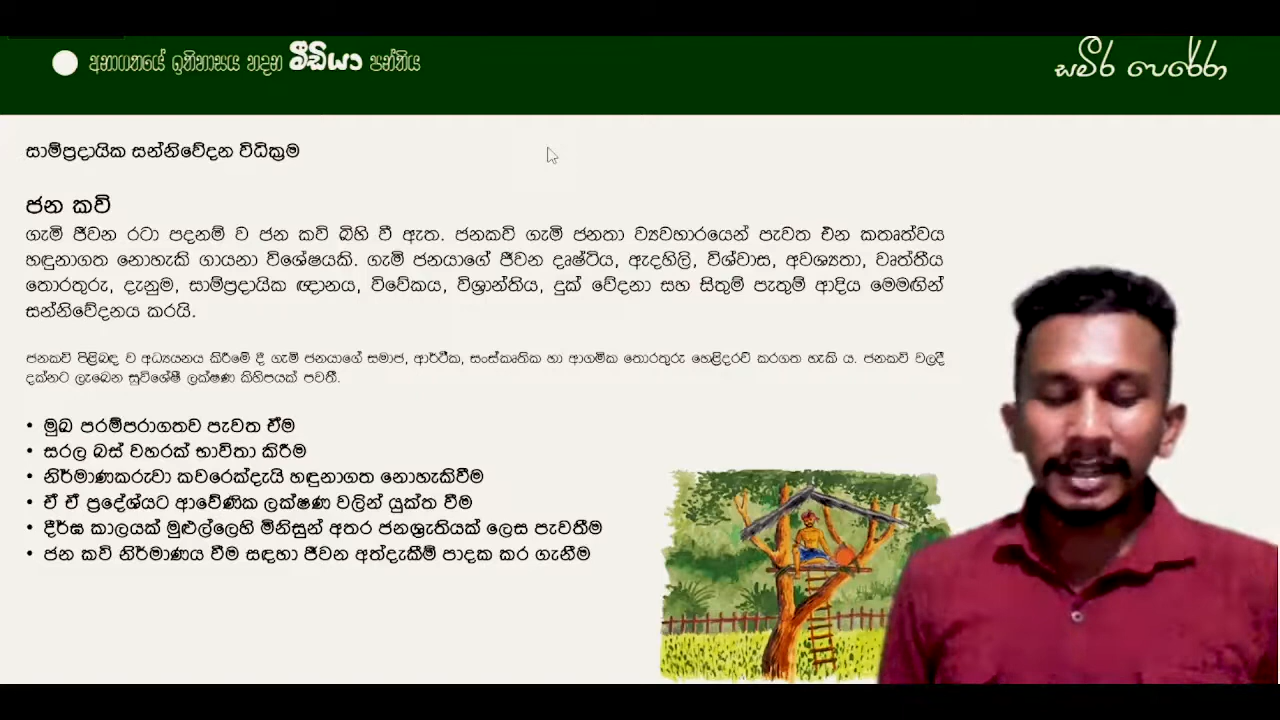 අනාගතයේ ඉතිහාසය හදන මීඩියා පන්තිය
සමීර පෙරේරා
සාම්ප්‍රදායික සන්නිවේදන විධික්‍රම
ජන කවි
ගැමි ජීවන රටා පදනම් ව ජන කවි බිහි වී ඇත. ජනකවි ගැමි ජනතා ව්‍යවහාරයෙන් පැවත එන කතෘත්වය
හඳුනාගත නොහැකි ගායනා විශේෂයකි. ගැමි ජනයාගේ ජීවන දෘෂ්ටිය, ඇදහිලි, විශ්වාස, අවශ්‍යතා, වෘත්තීය
තොරතුරු, දැනුම, සාම්ප්‍රදායික ඥානය, විවේකය, විශ්‍රාන්තිය, දුක් වේදනා සහ සිතුම් පැතුම් ආදිය මෙමඟින්
සන්නිවේදනය කරයි.
ජනකවි පිළිබඳ ව අධ්‍යයනය කිරීමේ දී ගැමි ජනයාගේ සමාජ, ආර්ථික, සංස්කෘතික හා ආගමික තොරතුරු හෙළිදරව් කරගත හැකි ය. ජනකවි වලදී
දක්නට ලැබෙන සුවිශේෂී ලක්ෂණ කිහිපයක් පවතී.
• මුඛ පරම්පරාගතව පැවත ඒම
• සරල බස් වහරක් භාවිතා කිරීම
• නිර්මාණකරුවා කවරෙක්දැයි හඳුනාගත නොහැකිවීම
• ඒ ඒ ප්‍රදේශ්යට ආවේණික ලක්ෂණ වලින් යුක්ත වීම
• දීර්ඝ කාලයක් මුළුල්ලෙහි මිනිසුන් අතර ජනශ්‍රැතියක් ලෙස පැවතීම
• ජන කවි නිර්මාණය වීම සඳහා ජීවන අත්දැකීම් පාදක කර ගැනීම